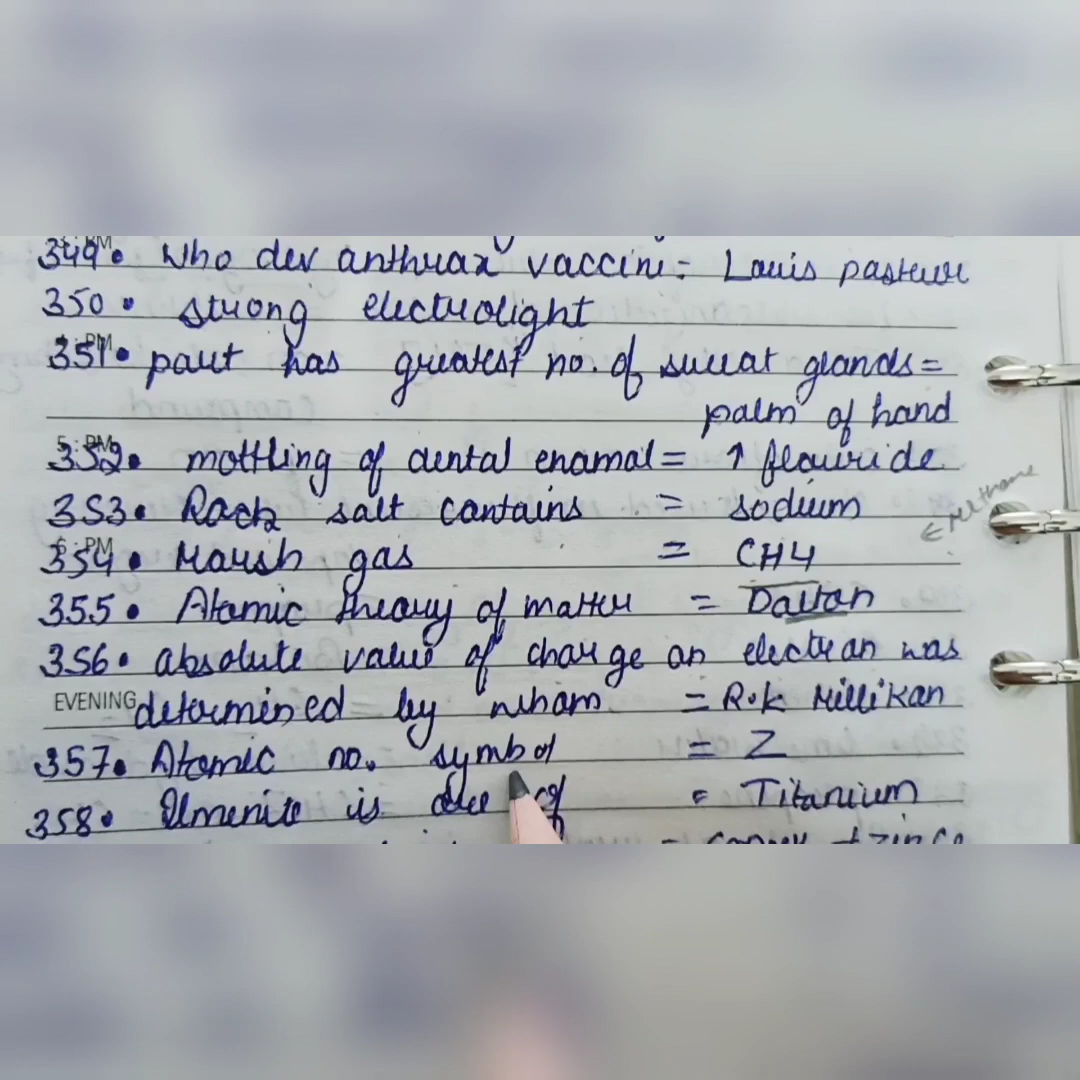 349. Who dev anthrax vaccine = Louis pasteur
350. strong electrolight
351. part has greatest no. of sweat glands =
palm of hand
352. mottling of dental enamal = ↑ flouride
353. Rock salt contains = sodium
← Methane
354. Marsh gas = CH4
355. Atomic theory of matter = Dalton
356. absolute value of charge on electron was
EVENING determined by whom = R.k Millikan
357. Atomic no. symbol = Z
358. Ilmenite is ore of = Titanium